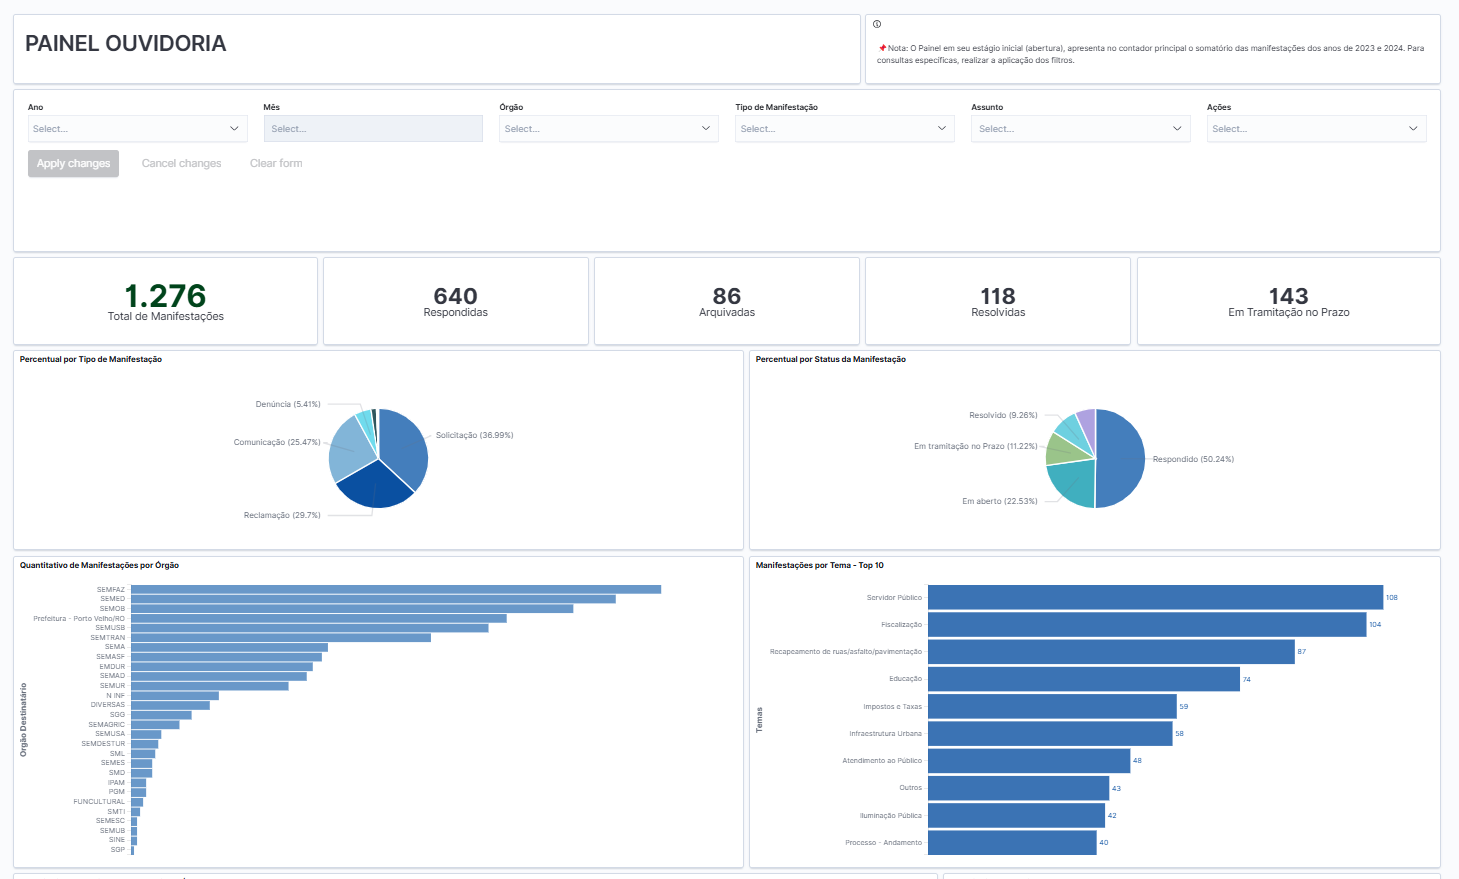 PAINEL OUVIDORIA
📌Nota: O Painel em seu estágio inicial (abertura), apresenta no contador principal o somatório das manifestações dos anos de 2023 e 2024. Para
consultas específicas, realizar a aplicação dos filtros.
Ano
Mês
Órgão
Tipo de Manifestação
Assunto
Ações
Select...
Select...
Select...
Select...
Select...
Select...
Apply changes
Cancel changes
Clear form
1.276
Total de Manifestações
640
Respondidas
86
Arquivadas
118
Resolvidas
143
Em Tramitação no Prazo
Percentual por Tipo de Manifestação
Denúncia (5.41%)
Comunicação (25.47%)
Solicitação (36.99%)
Reclamação (29.7%)
Percentual por Status da Manifestação
Resolvido (9.26%)
Em tramitação no Prazo (11.22%)
Respondido (50.24%)
Em aberto (22.53%)
Quantitativo de Manifestações por Órgão
Orgão Destinatário
SEMFAZ
SEMED
SEMOB
Prefeitura - Porto Velho/RO
SEMUSB
SEMTRAN
SEMA
SEMASF
EMDUR
SEMAD
SEMUR
N INF
DIVERSAS
SGG
SEMAGRIC
SEMUSA
SEMDESTUR
SML
SEMES
SMD
IPAM
PGM
FUNCULTURAL
SMTI
SEMESC
SEMUB
SINE
SGP
Manifestações por Tema - Top 10
Temas
Servidor Público 108
Fiscalização 104
Recapeamento de ruas/asfalto/pavimentação 87
Educação 74
Impostos e Taxas 59
Infraestrutura Urbana 58
Atendimento ao Público 48
Outros 43
Iluminação Pública 42
Processo - Andamento 40